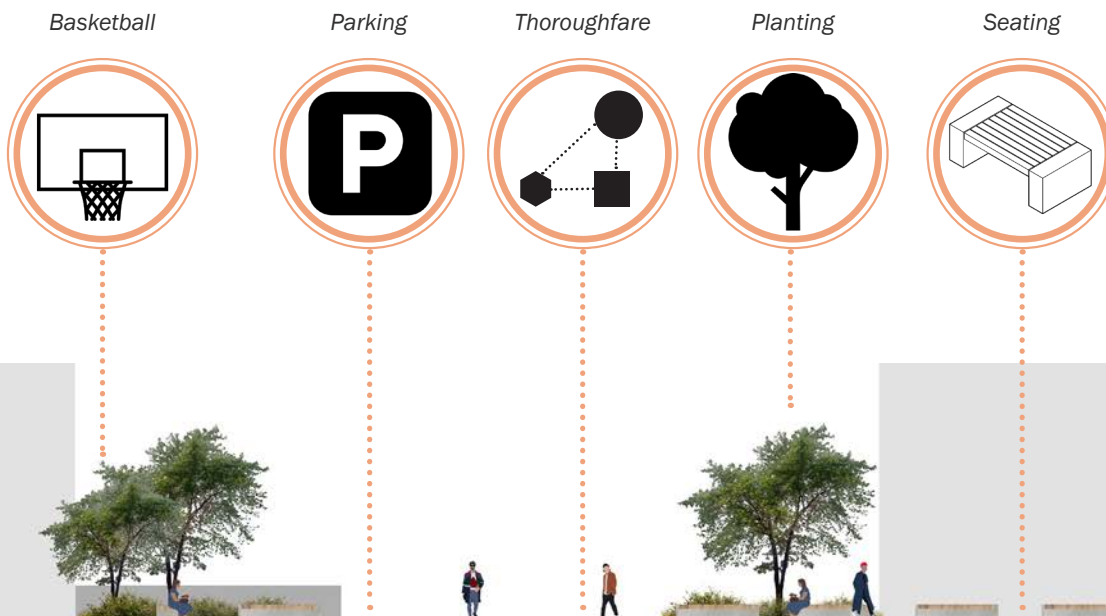 Basketball
Parking
Thoroughfare
Planting
Seating
P